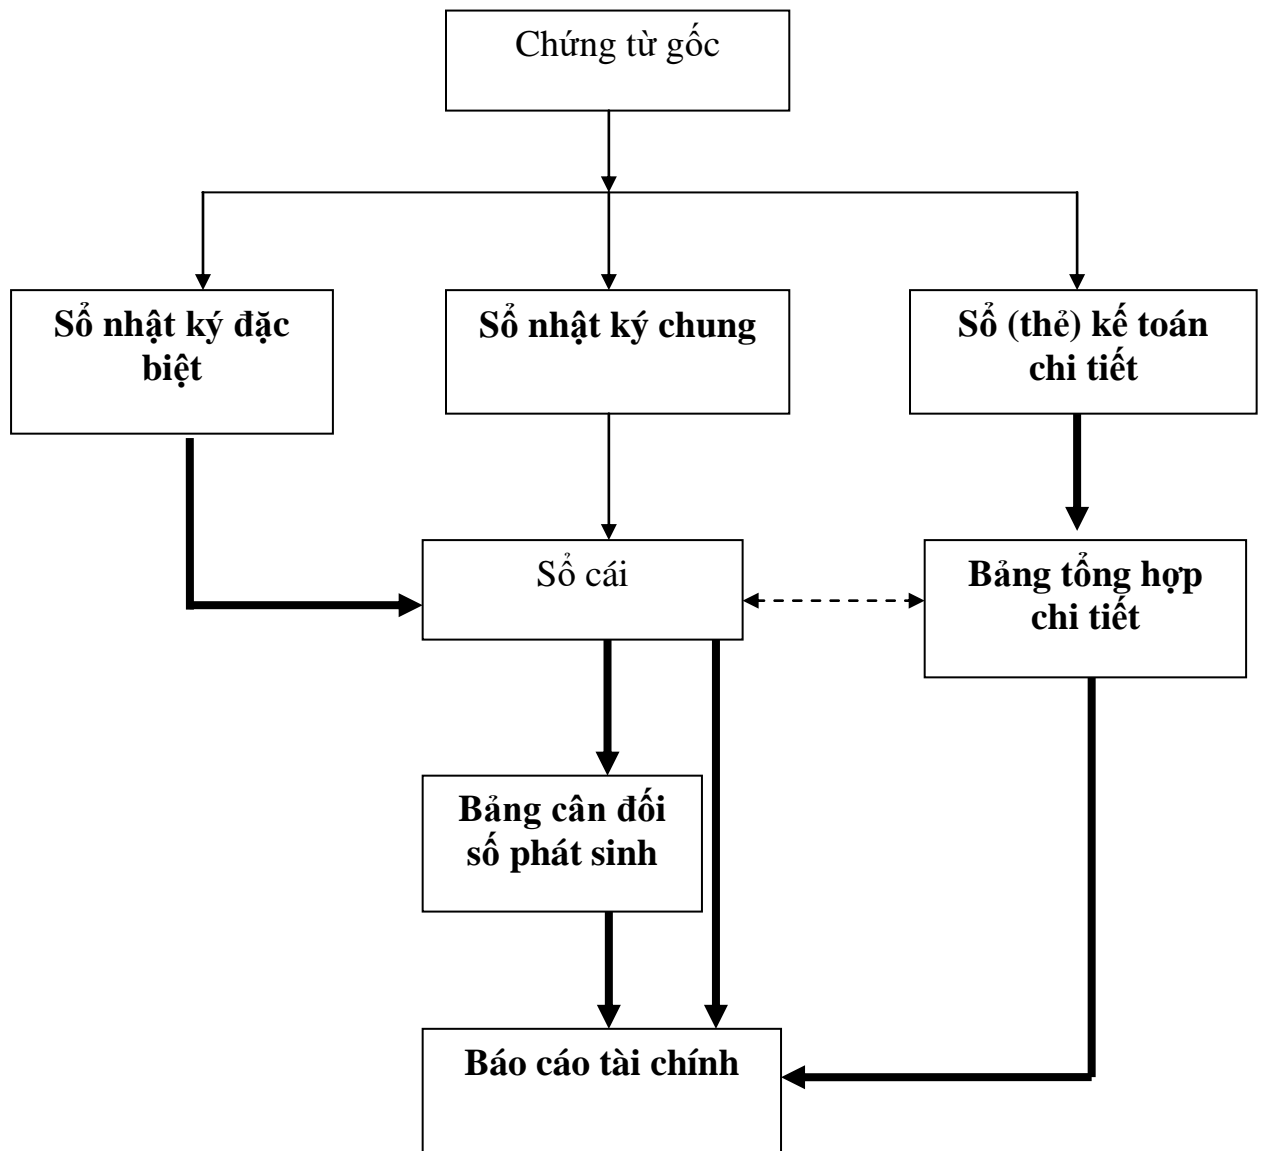 Chứng từ gốc
Sổ nhật ký đặc
biệt
Sổ nhật ký chung
Sổ (thẻ) kế toán
chi tiết
Sổ cái
Bảng tổng hợp
chi tiết
Bảng cân đối
số phát sinh
Báo cáo tài chính